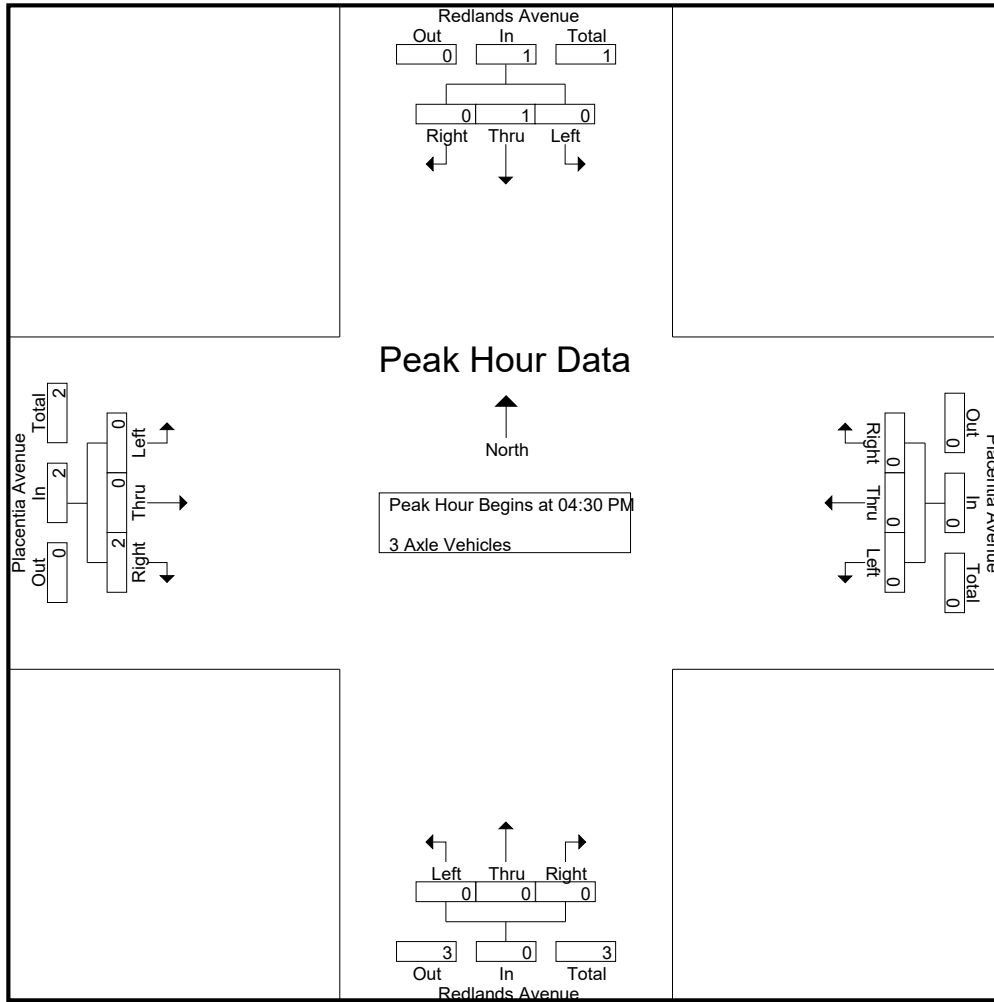 Redlands Avenue
Out In Total
0 1 1
0 1 0
Right Thru Left
Peak Hour Data
North
Peak Hour Begins at 04:30 PM
3 Axle Vehicles
Placentia Avenue
Out In Total
0 2 2
Left Thru Right
0 0 2
Right Thru Left
0 0 0
Out In Total
0 0 0
Placentia Avenue
Left Thru Right
0 0 0
3 0 3
Out In Total
Redlands Avenue